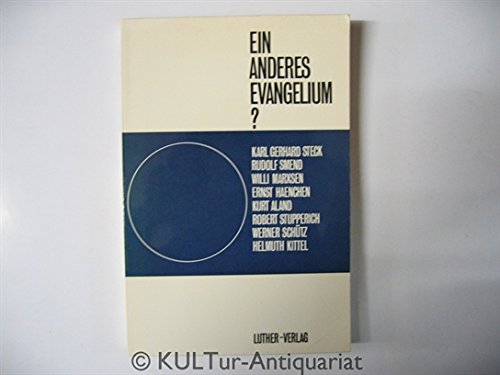 EIN
ANDERES
EVANGELIUM
?
KARL GERHARD STECK
RUDOLF SMEND
WILLI MARXSEN
ERNST HAENCHEN
KURT ALAND
ROBERT STUPPERICH
WERNER SCHÜTZ
HELMUTH KITTEL
LUTHER-VERLAG
© KULTur-Antiquariat